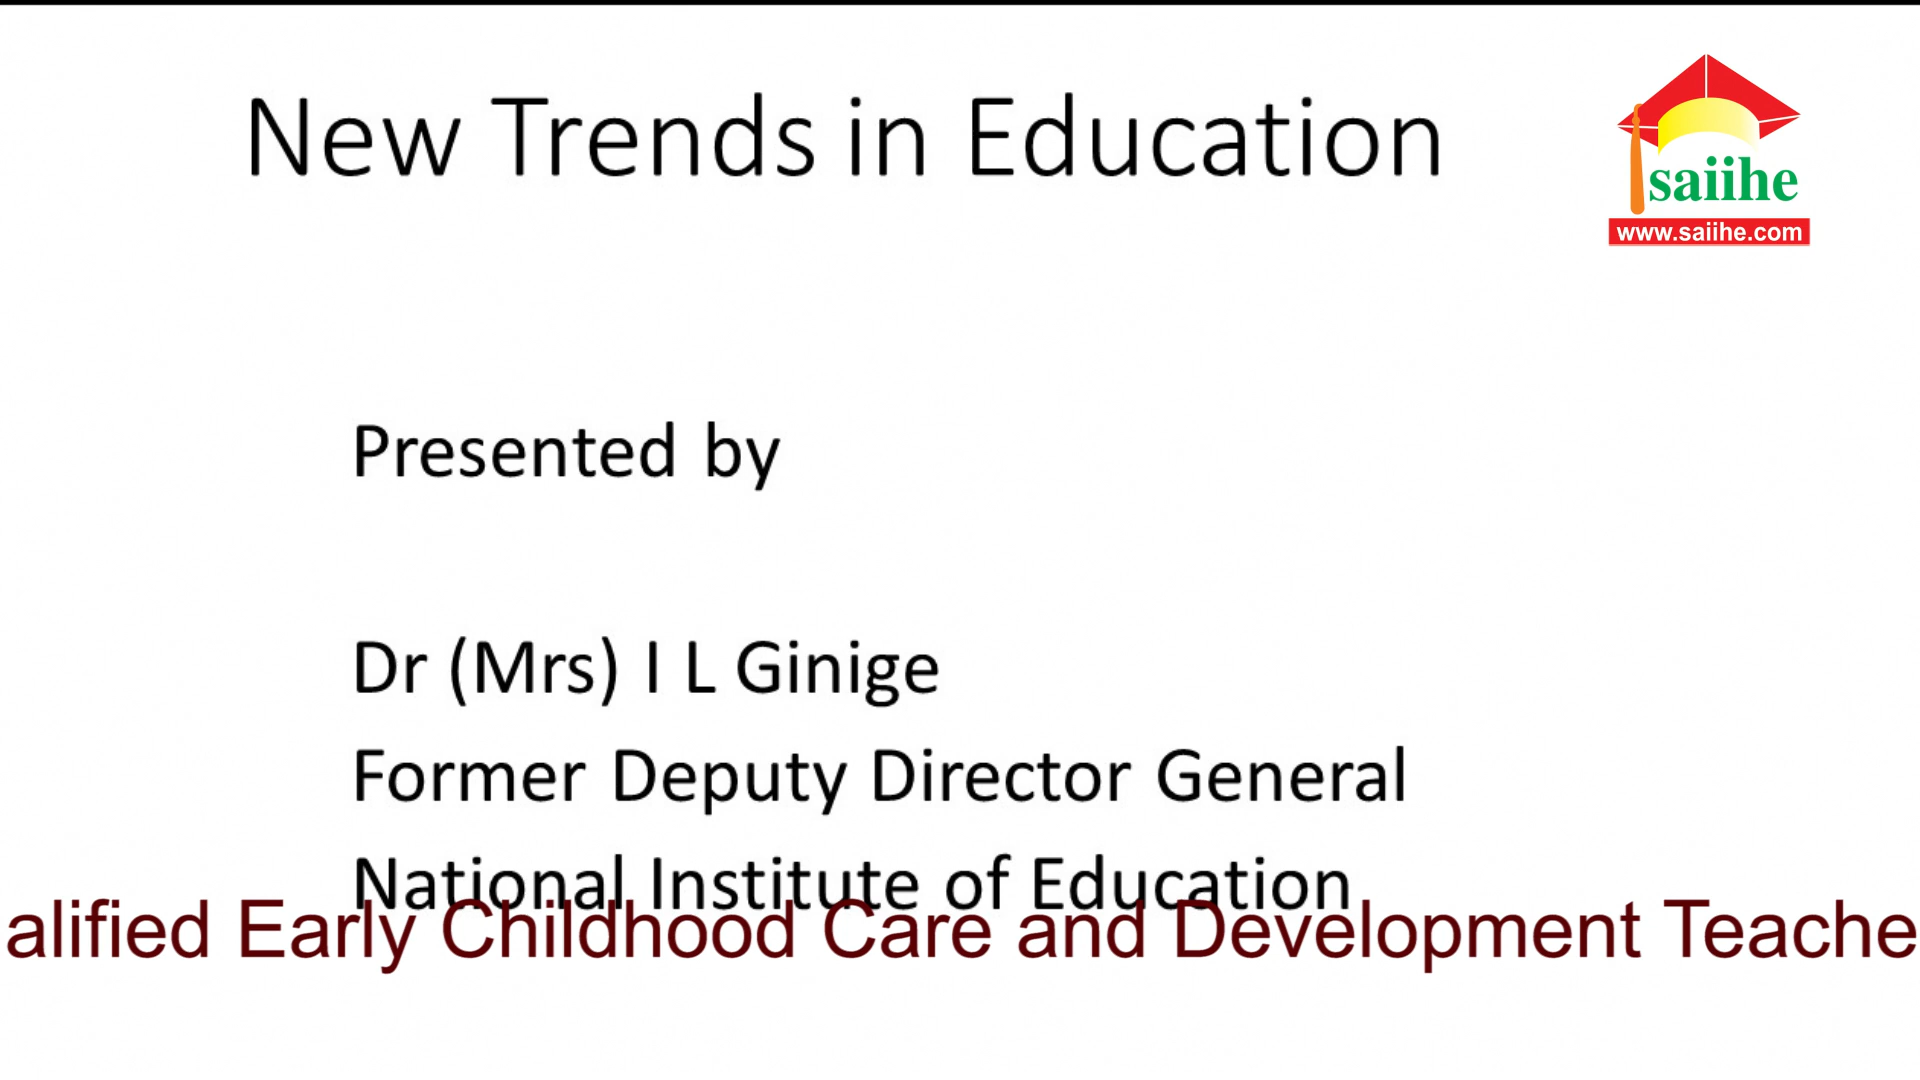 New Trends in Education
saiihe
www.saiihe.com
Presented by
Dr (Mrs) I L Ginige
Former Deputy Director General
National Institute of Education
alified Early Childhood Care and Development Teache